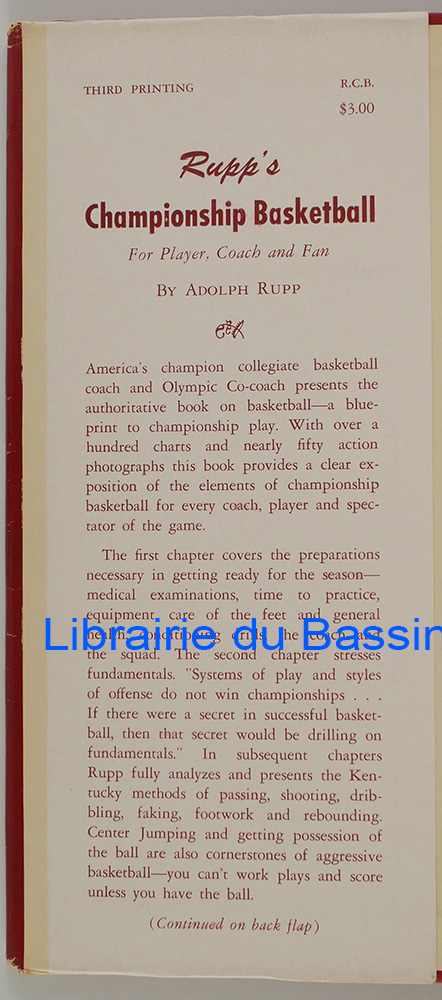 THIRD PRINTING
R.C.B.
$3.00
Rupp's
Championship Basketball
For Player, Coach and Fan
BY ADOLPH RUPP
America's champion collegiate basketball
coach and Olympic Co-coach presents the
authoritative book on basketball—a blue-
print to championship play. With over a
hundred charts and nearly fifty action
photographs this book provides a clear ex-
position of the elements of championship
basketball for every coach, player and spec-
tator of the game.
The first chapter covers the preparations
necessary in getting ready for the season—
medical examinations, time to practice,
equipment, care of the feet and general
health, conditioning drills, the coach and
Librairie du Bassin
the squad. The second chapter stresses
fundamentals. "Systems of play and styles
of offense do not win championships . . .
If there were a secret in successful basket-
ball, then that secret would be drilling on
fundamentals." In subsequent chapters
Rupp fully analyzes and presents the Ken-
tucky methods of passing, shooting, drib-
bling, faking, footwork and rebounding.
Center Jumping and getting possession of
the ball are also cornerstones of aggressive
basketball—you can't work plays and score
unless you have the ball.
(Continued on back flap)